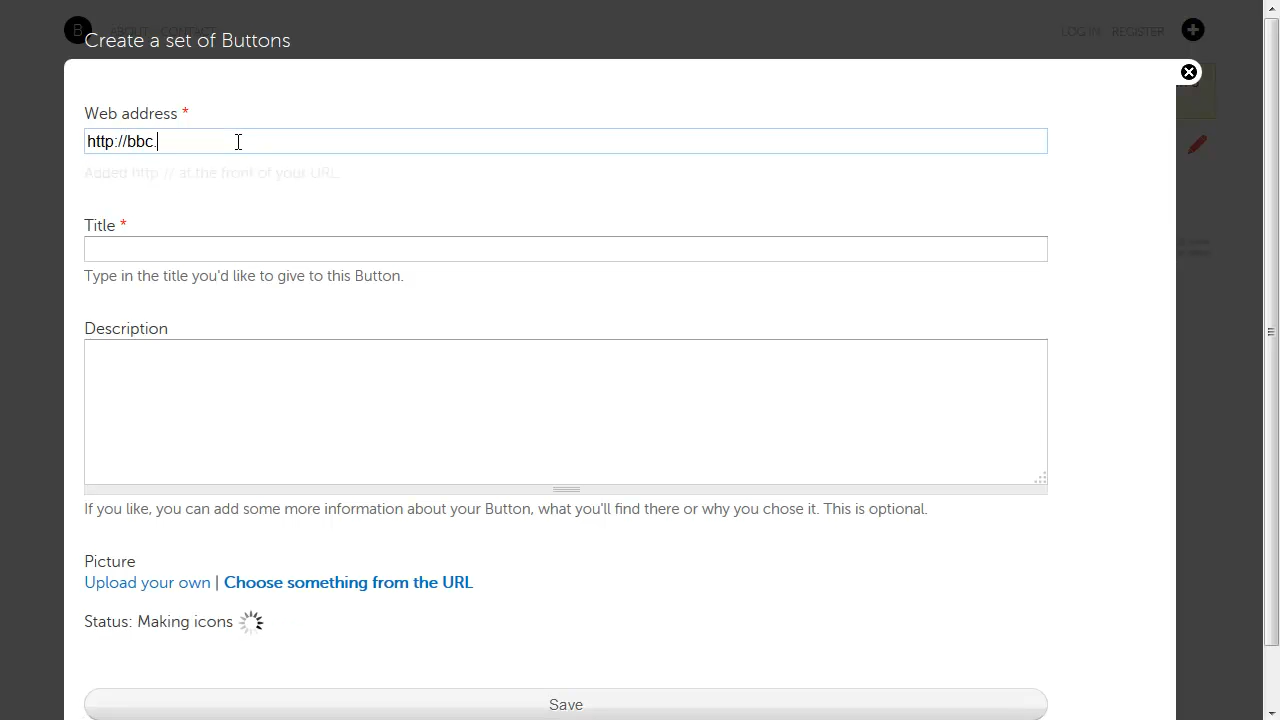 B ABOUT CONTACT LOG IN REGISTER
Create a set of Buttons
Web address *
http://bbc.
Added http:// at the front of your URL.
Title *
Type in the title you'd like to give to this Button.
Description
If you like, you can add some more information about your Button, what you'll find there or why you chose it. This is optional.
Picture
Upload your own | Choose something from the URL
Status: Making icons
Save